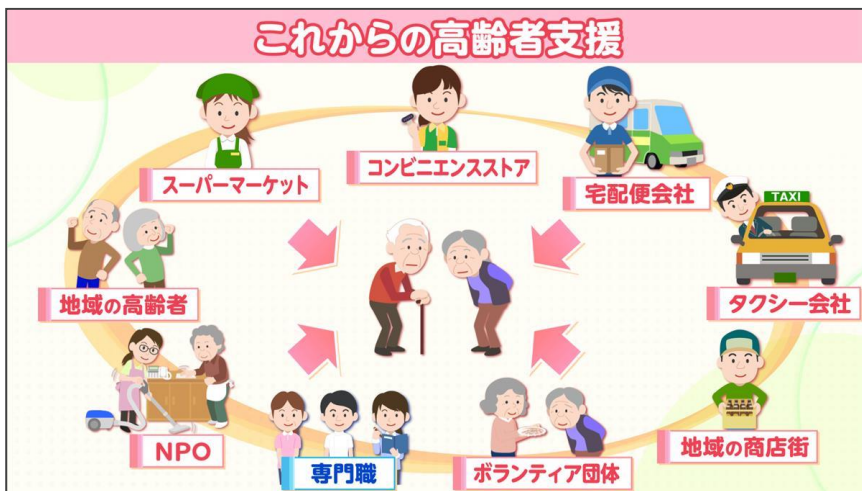 これからの高齢者支援
スーパーマーケット
コンビニエンスストア
宅配便会社
TAXI
地域の高齢者
タクシー会社
NPO
専門職
ボランティア団体
地域の商店街